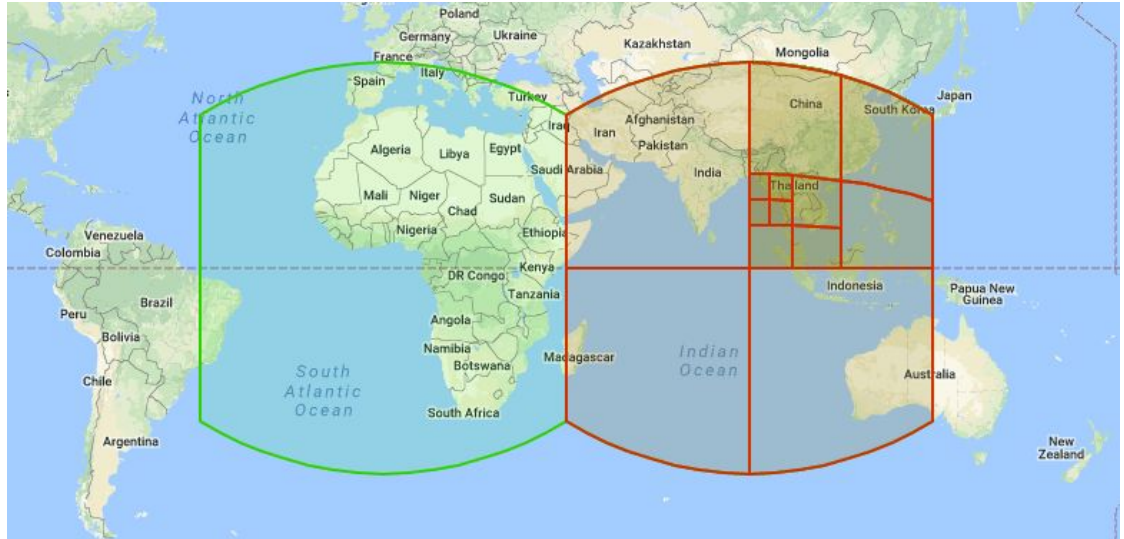 Poland
Germany
Ukraine
France
Kazakhstan
Mongolia
Italy
Spain
North
Atlantic
Ocean
Turkey
Iraq
Iran
Afghanistan
Pakistan
China
South Korea
Japan
Algeria
Libya
Egypt
Saudi Arabia
India
Thailand
Mali
Niger
Chad
Sudan
Nigeria
Ethiopia
Venezuela
Colombia
DR Congo
Kenya
Tanzania
Indonesia
Papua New
Guinea
Brazil
Peru
Bolivia
Angola
Namibia
Botswana
Madagascar
Indian
Ocean
Australia
Chile
South
Atlantic
Ocean
South Africa
Argentina
New
Zealand